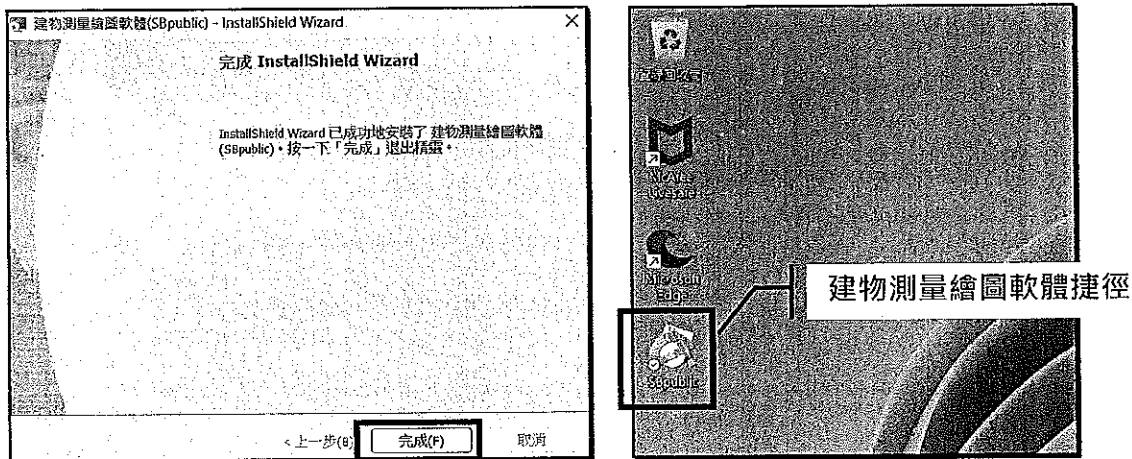 建物測量繪圖軟體(SBpublic) - InstallShield Wizard
完成 InstallShield Wizard
InstallShield Wizard 已成功地安裝了 建物測量繪圖軟體
(SBpublic)。按一下「完成」退出精靈。
<上一步(B)
完成(F)
取消
資源回收筒
McAfee
LiveSafe
Microsoft
Edge
SBpublic
建物測量繪圖軟體捷徑